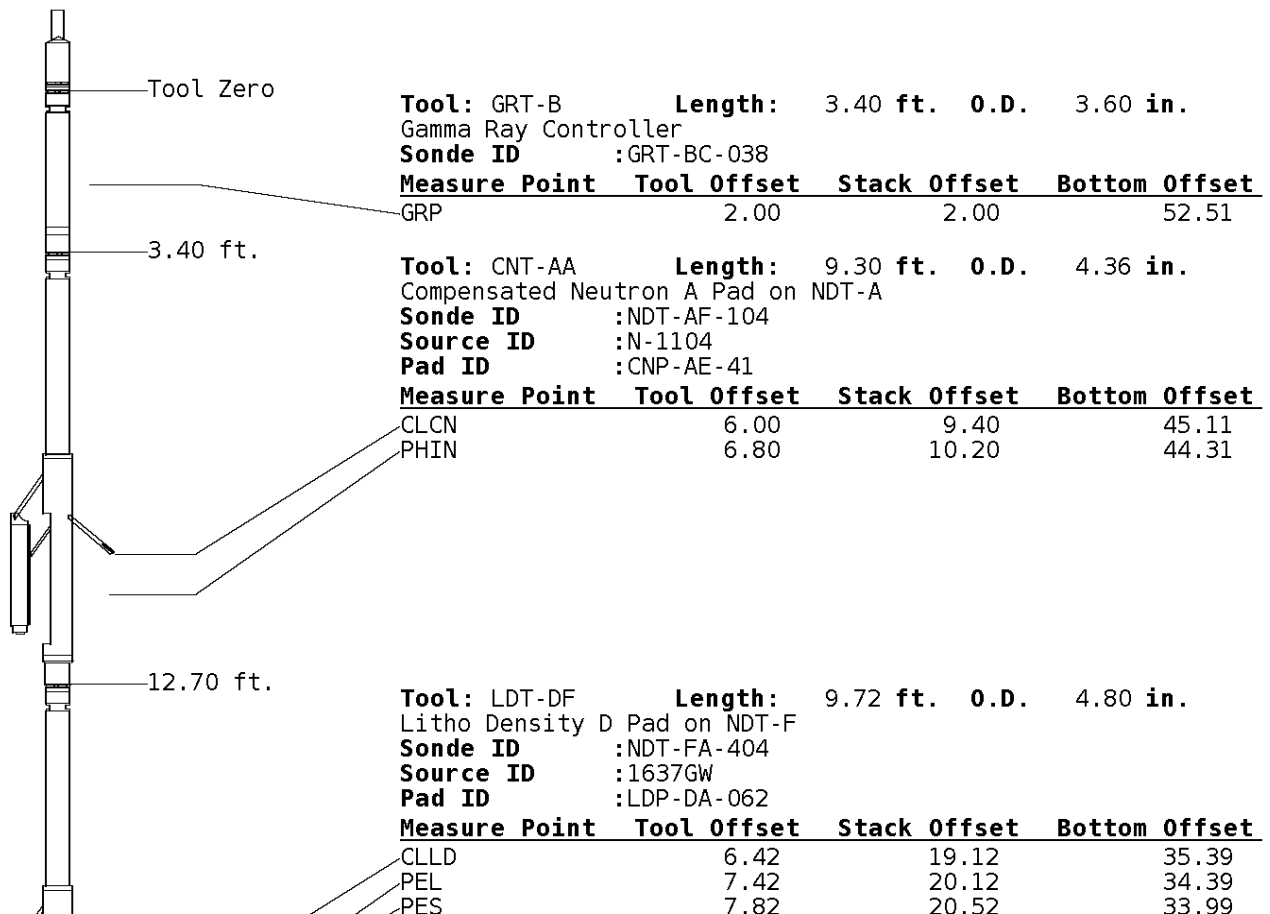 Tool Zero
Tool: GRT-B Length: 3.40 ft. O.D. 3.60 in.
Gamma Ray Controller
Sonde ID :GRT-BC-038
Measure Point Tool Offset Stack Offset Bottom Offset
GRP 2.00 2.00 52.51
3.40 ft.
Tool: CNT-AA Length: 9.30 ft. O.D. 4.36 in.
Compensated Neutron A Pad on NDT-A
Sonde ID :NDT-AF-104
Source ID :N-1104
Pad ID :CNP-AE-41
Measure Point Tool Offset Stack Offset Bottom Offset
CLCN 6.00 9.40 45.11
PHIN 6.80 10.20 44.31
12.70 ft.
Tool: LDT-DF Length: 9.72 ft. O.D. 4.80 in.
Litho Density D Pad on NDT-F
Sonde ID :NDT-FA-404
Source ID :1637GW
Pad ID :LDP-DA-062
Measure Point Tool Offset Stack Offset Bottom Offset
CLLD 6.42 19.12 35.39
PEL 7.42 20.12 34.39
PES 7.82 20.52 33.99